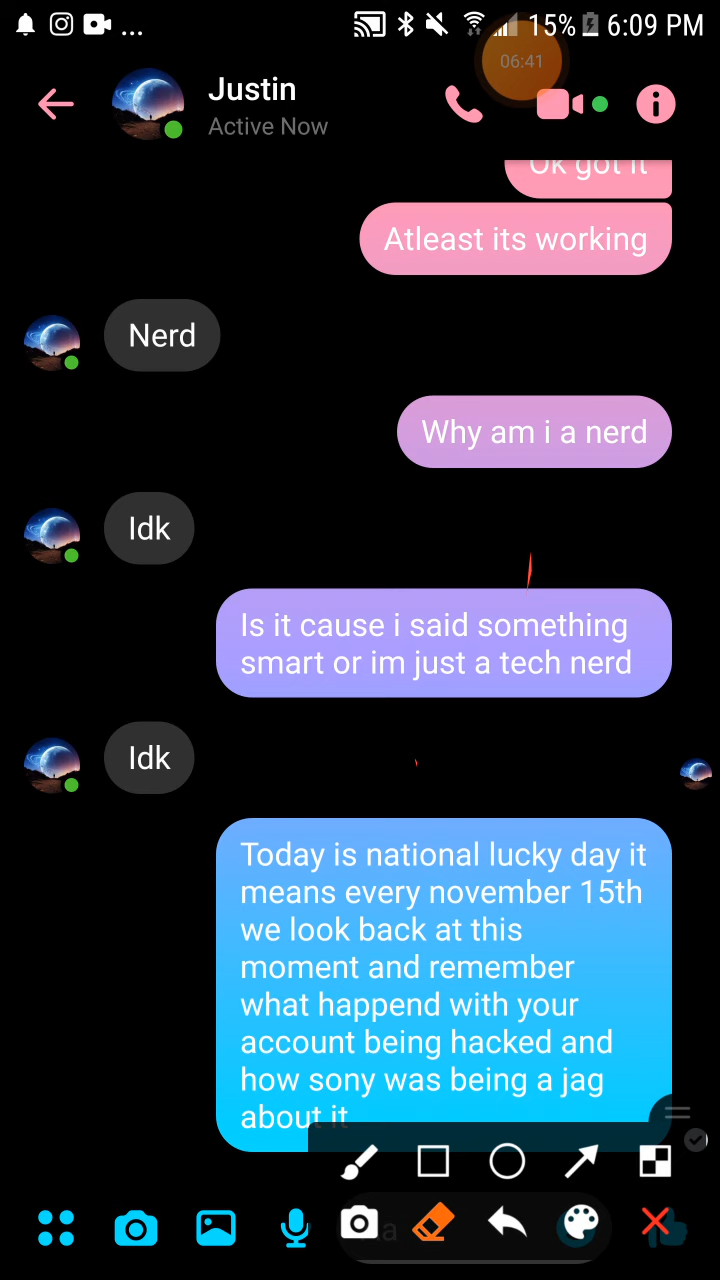 15% 6:09 PM
06:41
Justin
Active Now
Ok got it
Atleast its working
Nerd
Why am i a nerd
Idk
Is it cause i said something
smart or im just a tech nerd
Idk
Today is national lucky day it
means every november 15th
we look back at this
moment and remember
what happend with your
account being hacked and
how sony was being a jag
about it